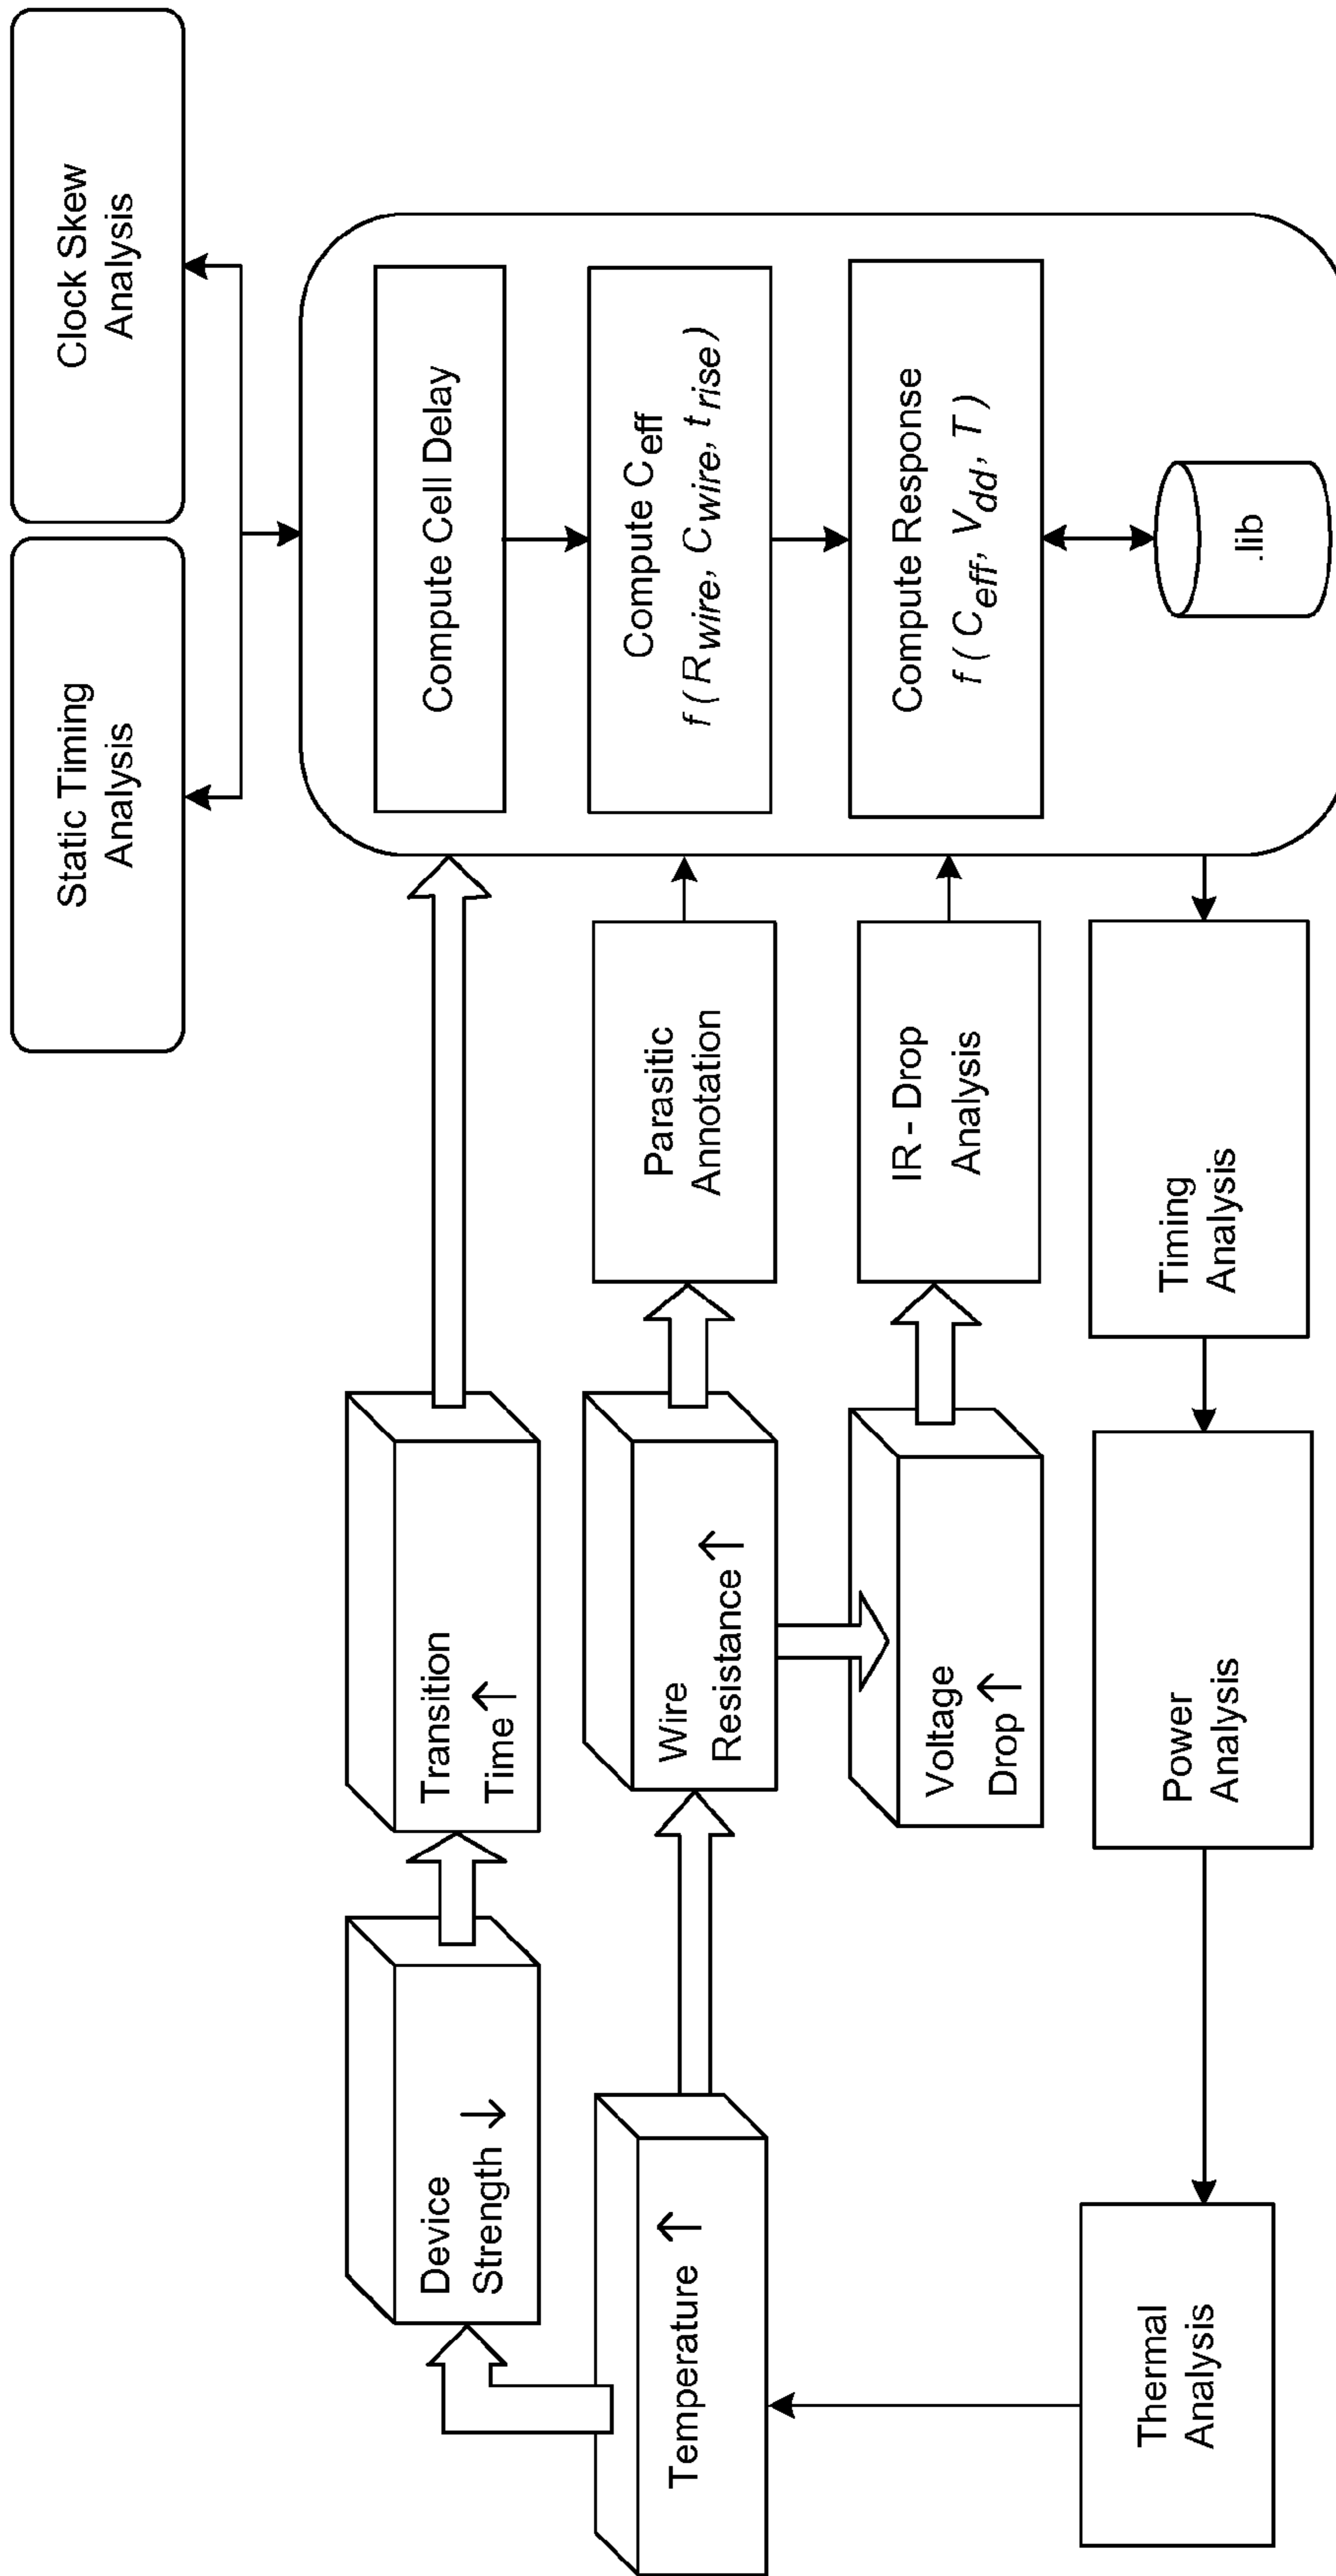 Static Timing
Analysis
Clock Skew
Analysis
Device
Strength ↓
Transition
Time ↑
Compute Cell Delay
Temperature ↑
Wire
Resistance ↑
Parasitic
Annotation
Compute Ceff
f ( Rwire, Cwire, t rise )
Voltage
Drop ↑
IR - Drop
Analysis
Compute Response
f ( Ceff, Vdd, T )
Thermal
Analysis
Power
Analysis
Timing
Analysis
.lib